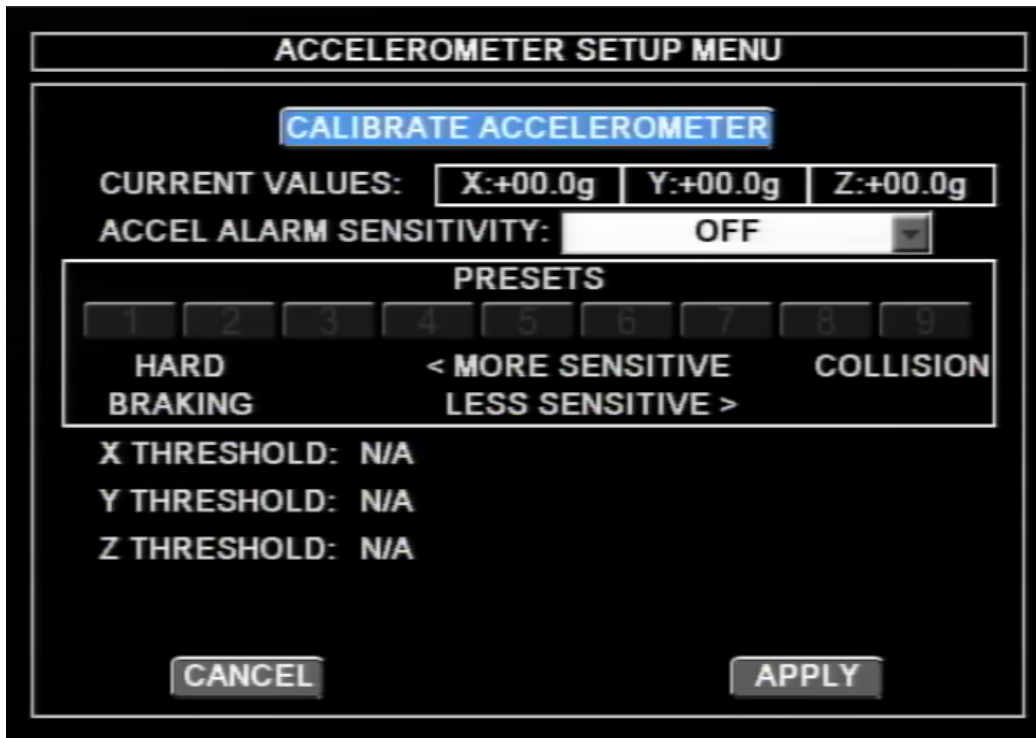 ACCELEROMETER SETUP MENU
CALIBRATE ACCELEROMETER
CURRENT VALUES: X:+00.0g Y:+00.0g Z:+00.0g
ACCEL ALARM SENSITIVITY: OFF
PRESETS
1 2 3 4 5 6 7 8 9
HARD < MORE SENSITIVE COLLISION
BRAKING LESS SENSITIVE >
X THRESHOLD: N/A
Y THRESHOLD: N/A
Z THRESHOLD: N/A
CANCEL APPLY